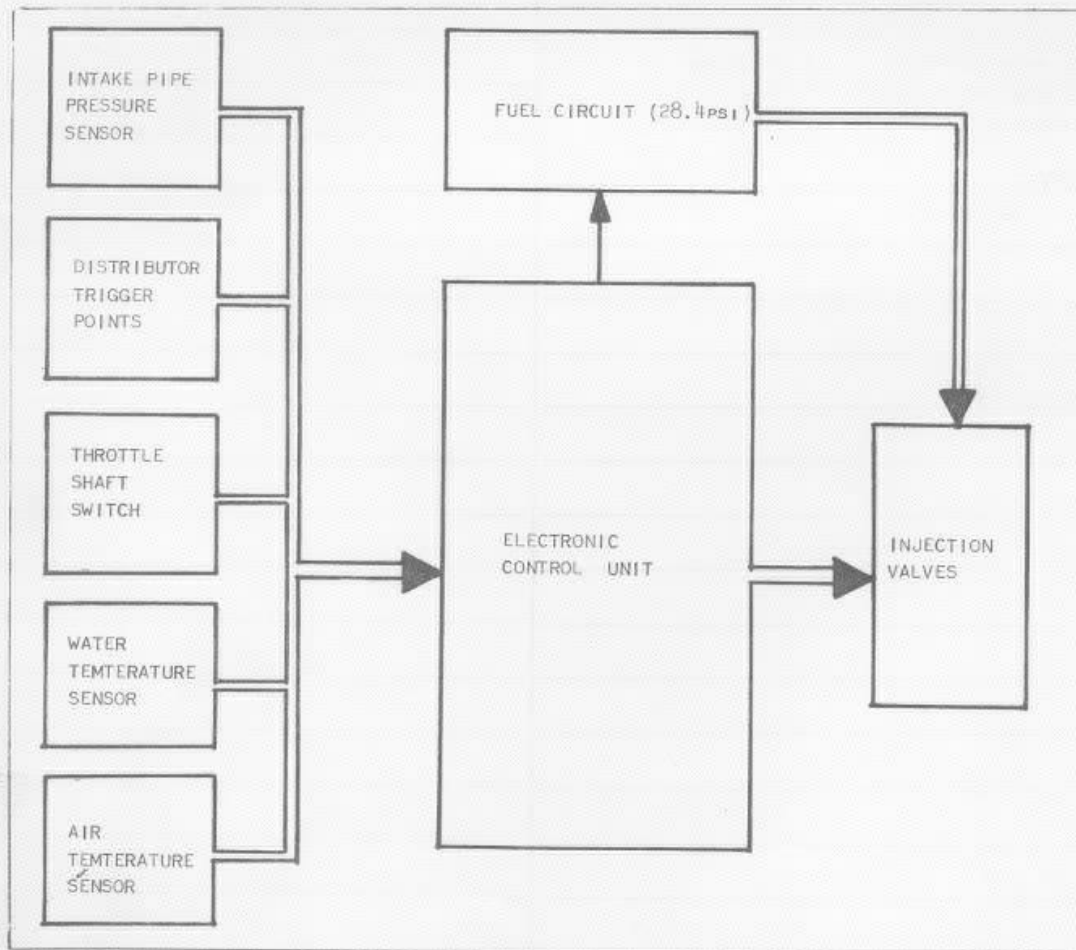 INTAKE PIPE
PRESSURE
SENSOR
DISTRIBUTOR
TRIGGER
POINTS
THROTTLE
SHAFT
SWITCH
WATER
TEMTERATURE
SENSOR
AIR
TEMTERATURE
SENSOR
FUEL CIRCUIT (28.4PSI)
ELECTRONIC
CONTROL UNIT
INJECTION
VALVES